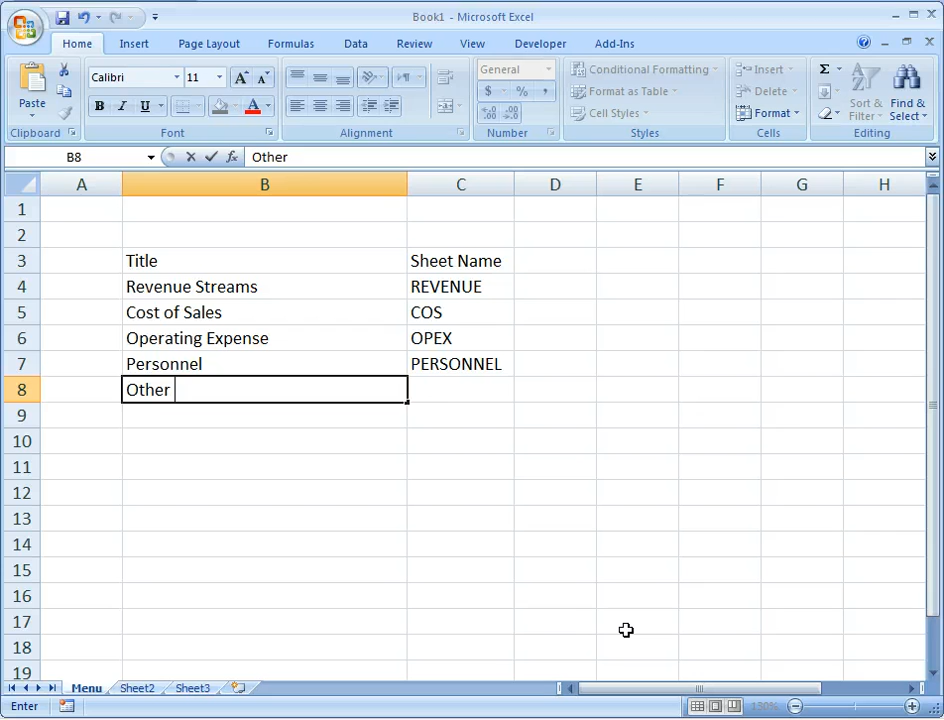 Book1 - Microsoft Excel
Home Insert Page Layout Formulas Data Review View Developer Add-Ins
Paste
Clipboard
Calibri 11
B I U
Font
Alignment
General
$ % ,
Number
Conditional Formatting
Format as Table
Cell Styles
Styles
Insert
Delete
Format
Cells
Σ
Sort & Filter
Find & Select
Editing
B8 fx Other
A B C D E F G H
1
2
3 Title Sheet Name
4 Revenue Streams REVENUE
5 Cost of Sales COS
6 Operating Expense OPEX
7 Personnel PERSONNEL
8 Other
9
10
11
12
13
14
15
16
17
18
19
Menu Sheet2 Sheet3
Enter 150%